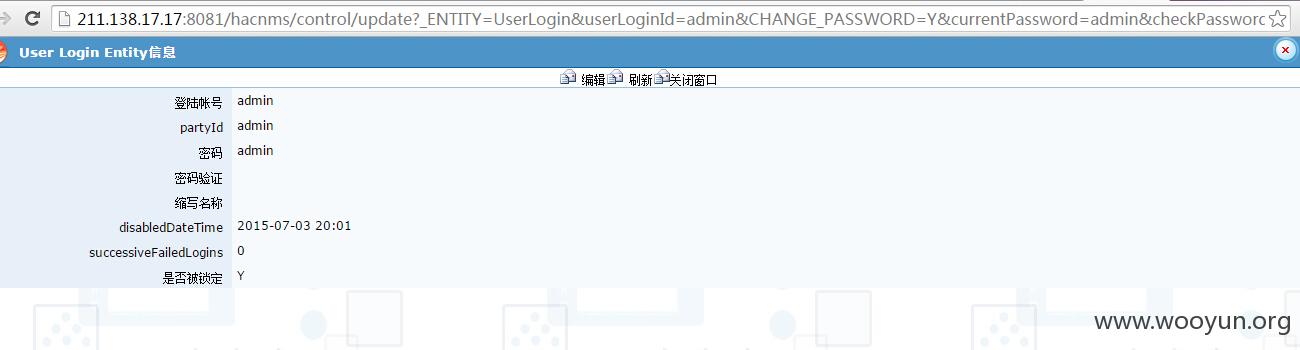 211.138.17.17:8081/hacnms/control/update?_ENTITY=UserLogin&userLoginId=admin&CHANGE_PASSWORD=Y&currentPassword=admin&checkPassword
User Login Entity信息
编辑 刷新 关闭窗口
登陆帐号 admin
partyId admin
密码 admin
密码验证
缩写名称
disabledDateTime 2015-07-03 20:01
successiveFailedLogins 0
是否被锁定 Y
www.wooyun.org